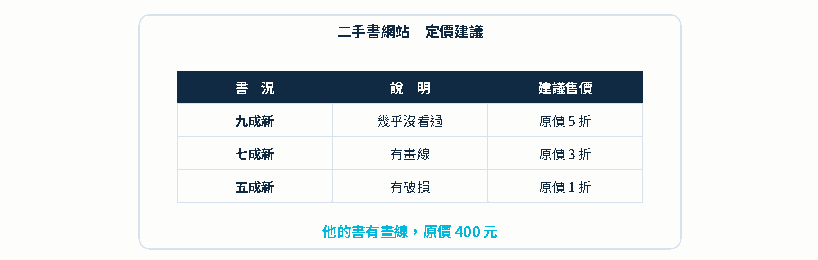 二手書網站　定價建議
書　況　說　明　建議售價
九成新　幾乎沒看過　原價 5 折
七成新　有畫線　原價 3 折
五成新　有破損　原價 1 折
他的書有畫線，原價 400 元